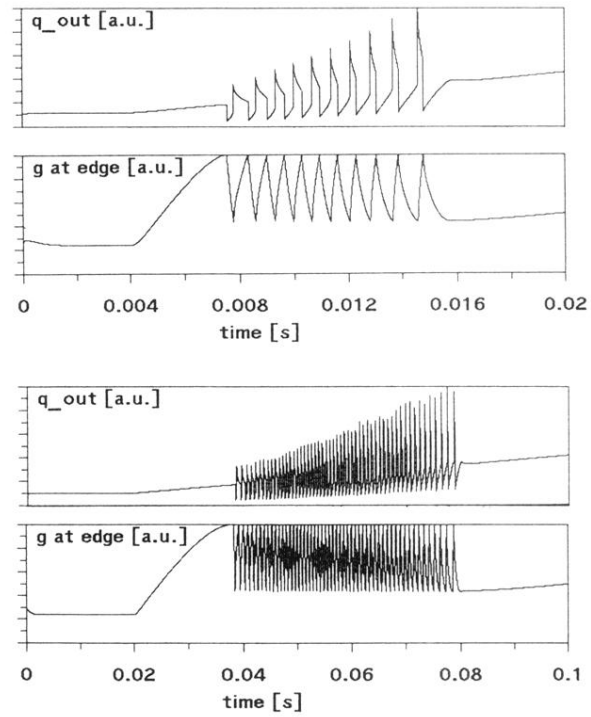 q_out [a.u.]
g at edge [a.u.]
0 0.004 0.008 0.012 0.016 0.02
time [s]
q_out [a.u.]
g at edge [a.u.]
0 0.02 0.04 0.06 0.08 0.1
time [s]